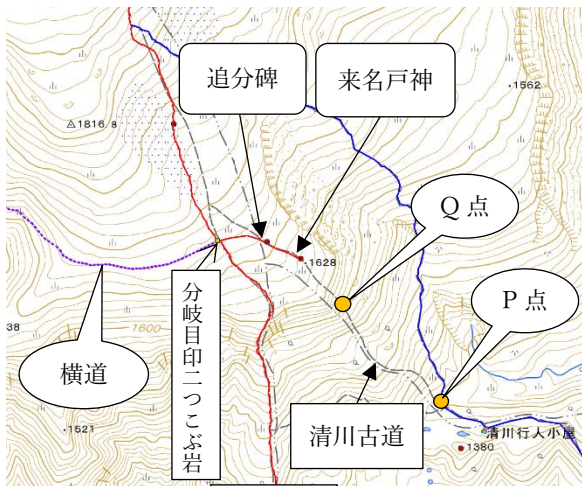 追分碑
来名戸神
・1562
△1816.8
Q点
・1628
P点
分岐目印二つこぶ岩
38
1600
横道
清川古道
清川行人小屋
・1521
1380